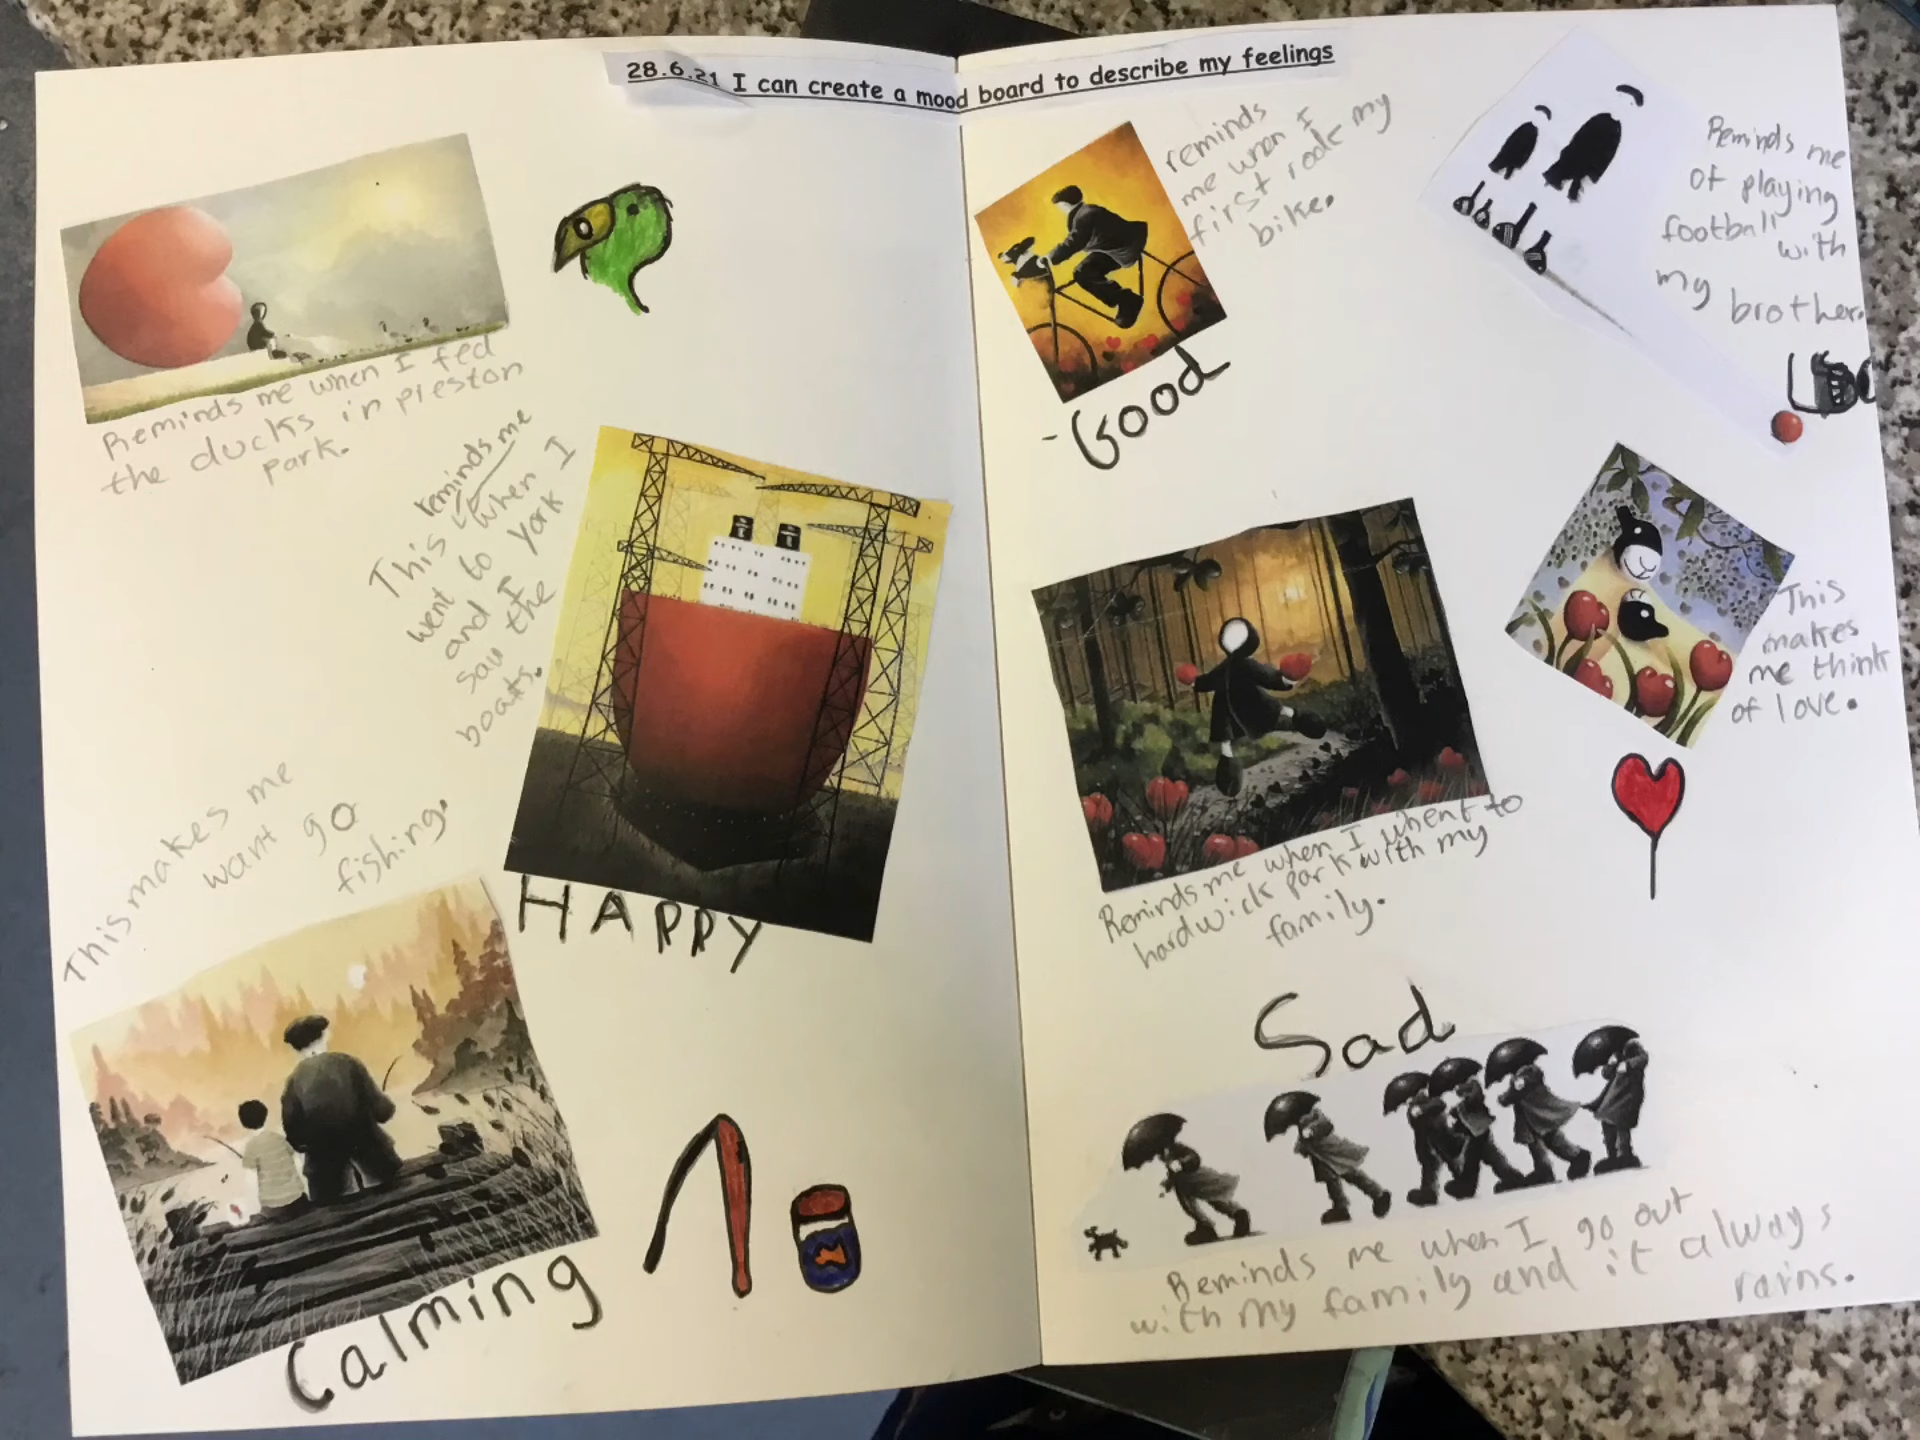 28.6.21 I can create a mood board to describe my feelings
Reminds me when I fed
the ducks in preston
park.
reminds me
This when I
went to York
and I
saw the
boats.
HAPPY
This makes me
want go
fishing.
Calming
reminds
me when I
first rode my
bike.
-Good
Reminds me
of playing
football
with
my
brother.
This
makes
me think
of love.
Reminds me when I whent to
hardwick park with my
family.
Sad
Reminds me when I go out
with my family and it always
rains.